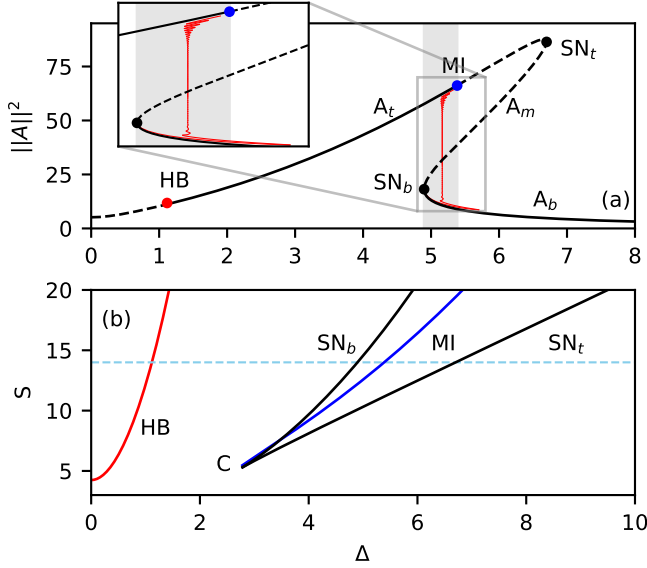 75
50
25
0
||A||²
SN_t
MI
A_t
A_m
SN_b
HB
A_b
(a)
0 1 2 3 4 5 6 7 8
20
15
10
5
S
(b)
SN_b
MI
SN_t
HB
C
0 2 4 6 8 10
Δ